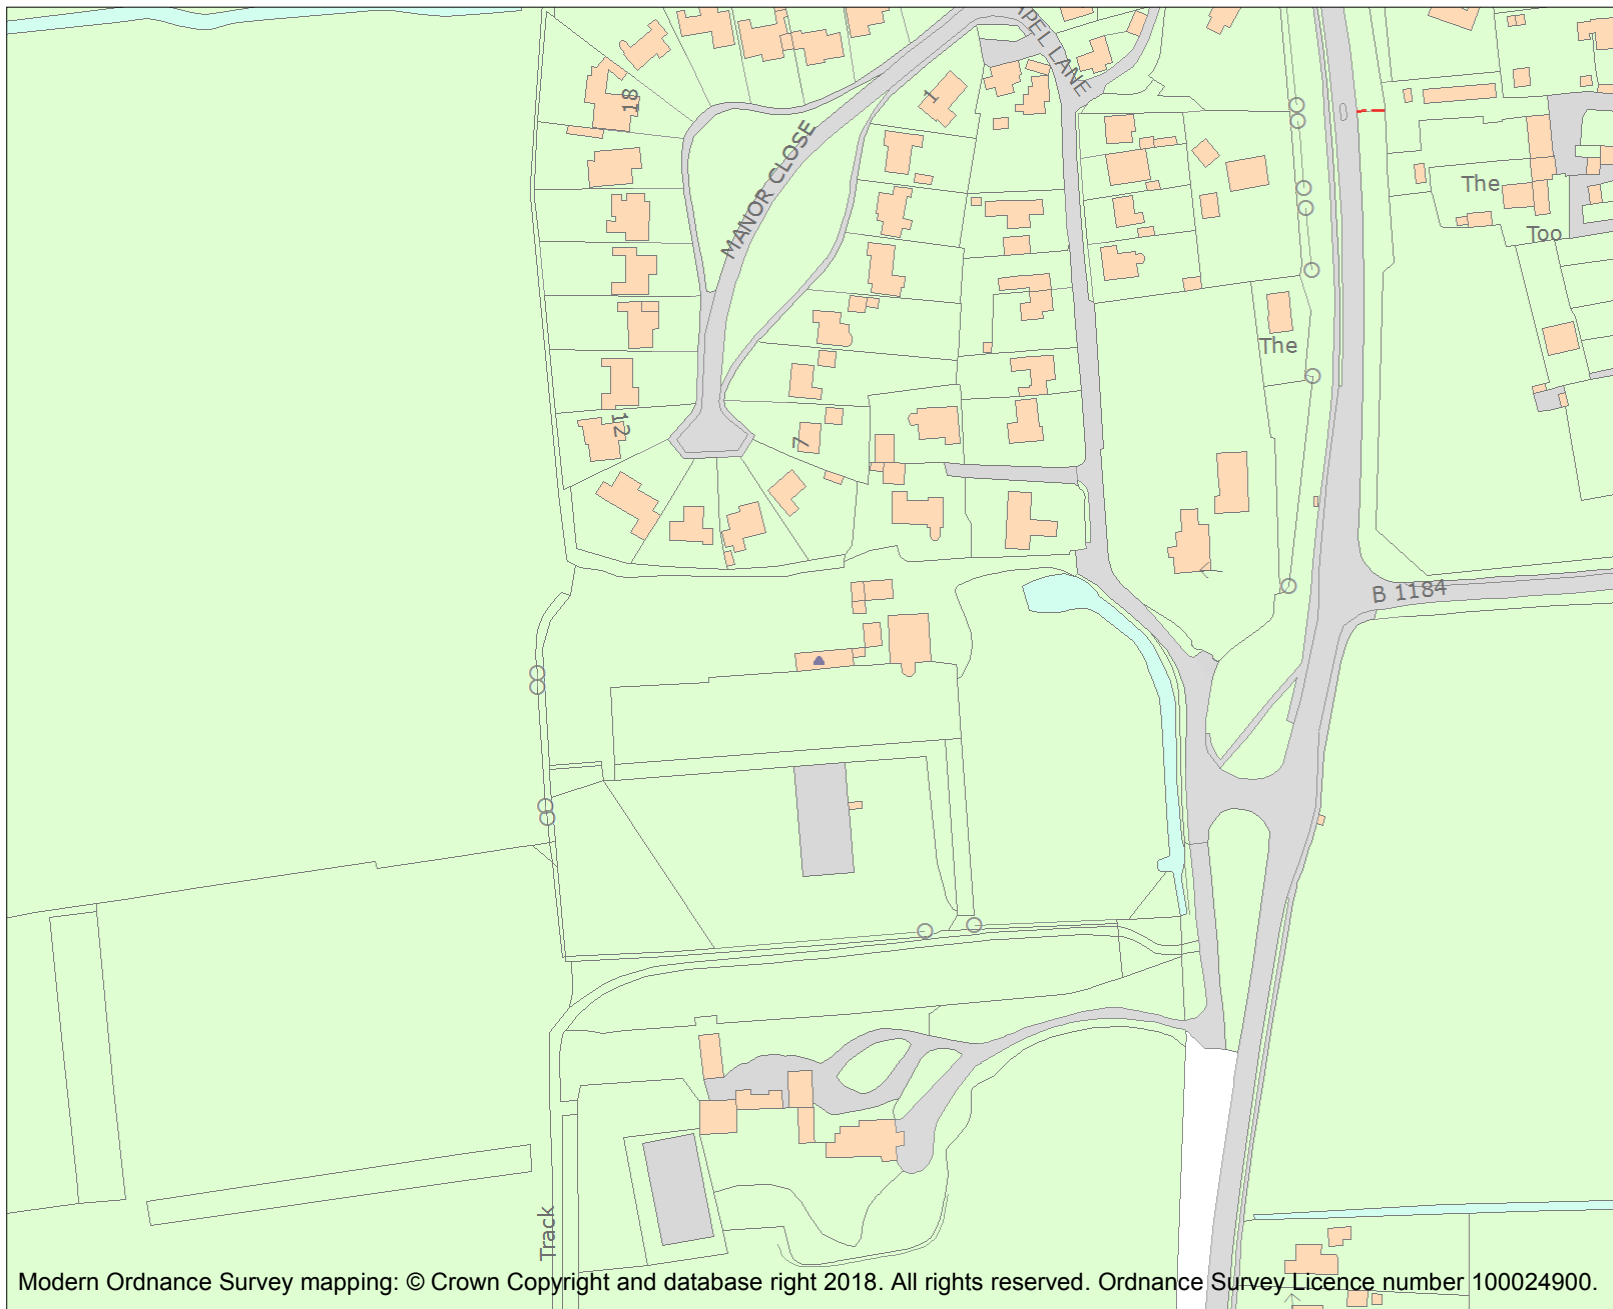 APEL LANE
18
1
MANOR CLOSE
The
Too
The
12
7
B 1184
Track
Modern Ordnance Survey mapping: © Crown Copyright and database right 2018. All rights reserved. Ordnance Survey Licence number 100024900.